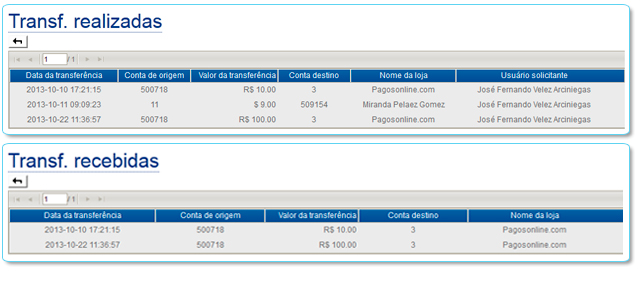 Transf. realizadas
1 / 1
Data da transferência Conta de origem Valor da transferência Conta destino Nome da loja Usuário solicitante
2013-10-10 17:21:15 500718 R$ 10.00 3 Pagosonline.com José Fernando Velez Arciniegas
2013-10-11 09:09:23 11 $ 9.00 509154 Miranda Pelaez Gomez José Fernando Velez Arciniegas
2013-10-22 11:36:57 500718 R$ 100.00 3 Pagosonline.com José Fernando Velez Arciniegas
Transf. recebidas
1 / 1
Data da transferência Conta de origem Valor da transferência Conta destino Nome da loja
2013-10-10 17:21:15 500718 R$ 10.00 3 Pagosonline.com
2013-10-22 11:36:57 500718 R$ 100.00 3 Pagosonline.com